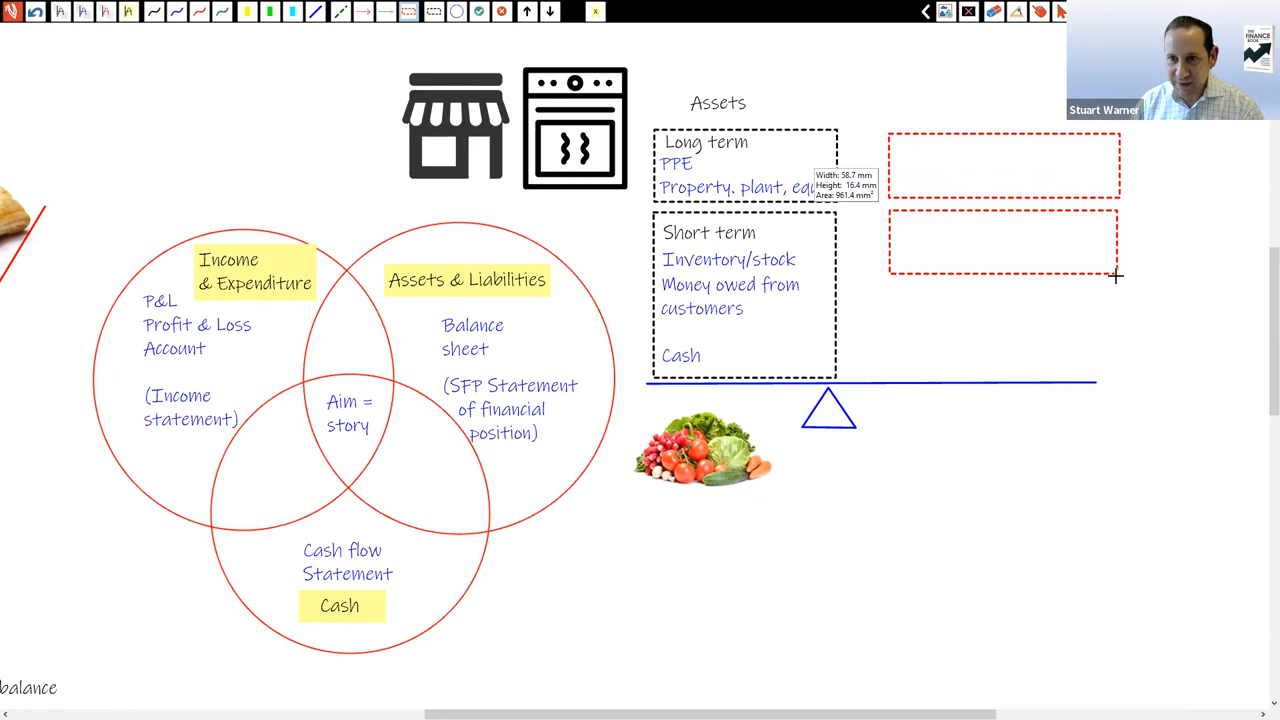 Stuart Warner
THE
FINANCE
BOOK
Assets
Long term
PPE
Property. plant, equ
Width: 58.7 mm
Height: 16.4 mm
Area: 961.4 mm²
Short term
Inventory/stock
Money owed from
customers
Cash
Income
& Expenditure
P&L
Profit & Loss
Account
(Income
statement)
Assets & Liabilities
Balance
sheet
(SFP Statement
of financial
position)
Aim =
story
Cash flow
Statement
Cash
balance
x